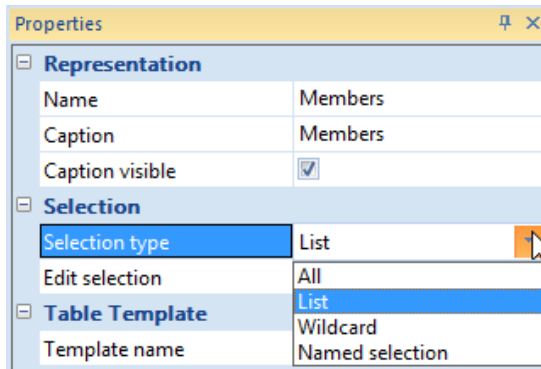 Properties
Representation
Name Members
Caption Members
Caption visible
Selection
Selection type List
Edit selection All
List
Table Template
Wildcard
Template name Named selection